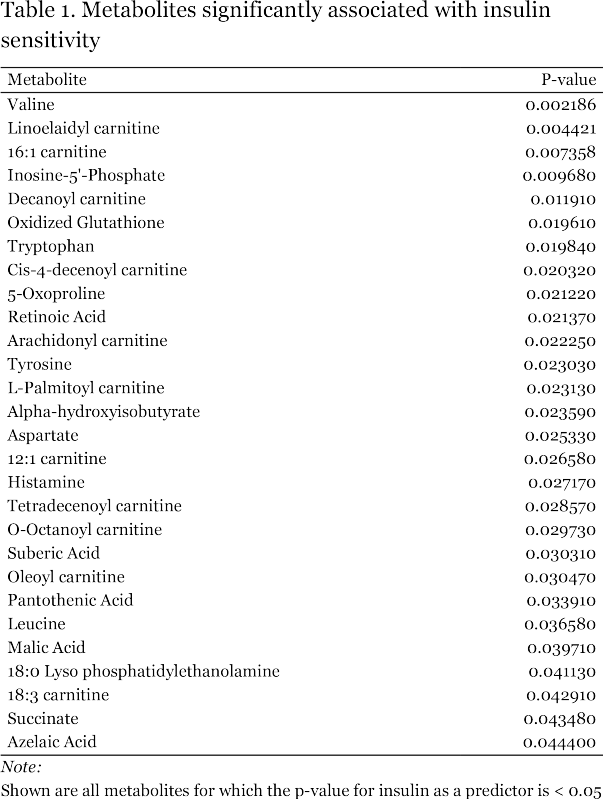 Table 1. Metabolites significantly associated with insulin
sensitivity
Metabolite P-value
Valine 0.002186
Linoelaidyl carnitine 0.004421
16:1 carnitine 0.007358
Inosine-5'-Phosphate 0.009680
Decanoyl carnitine 0.011910
Oxidized Glutathione 0.019610
Tryptophan 0.019840
Cis-4-decenoyl carnitine 0.020320
5-Oxoproline 0.021220
Retinoic Acid 0.021370
Arachidonyl carnitine 0.022250
Tyrosine 0.023030
L-Palmitoyl carnitine 0.023130
Alpha-hydroxyisobutyrate 0.023590
Aspartate 0.025330
12:1 carnitine 0.026580
Histamine 0.027170
Tetradecenoyl carnitine 0.028570
O-Octanoyl carnitine 0.029730
Suberic Acid 0.030310
Oleoyl carnitine 0.030470
Pantothenic Acid 0.033910
Leucine 0.036580
Malic Acid 0.039710
18:0 Lyso phosphatidylethanolamine 0.041130
18:3 carnitine 0.042910
Succinate 0.043480
Azelaic Acid 0.044400
Note:
Shown are all metabolites for which the p-value for insulin as a predictor is < 0.05